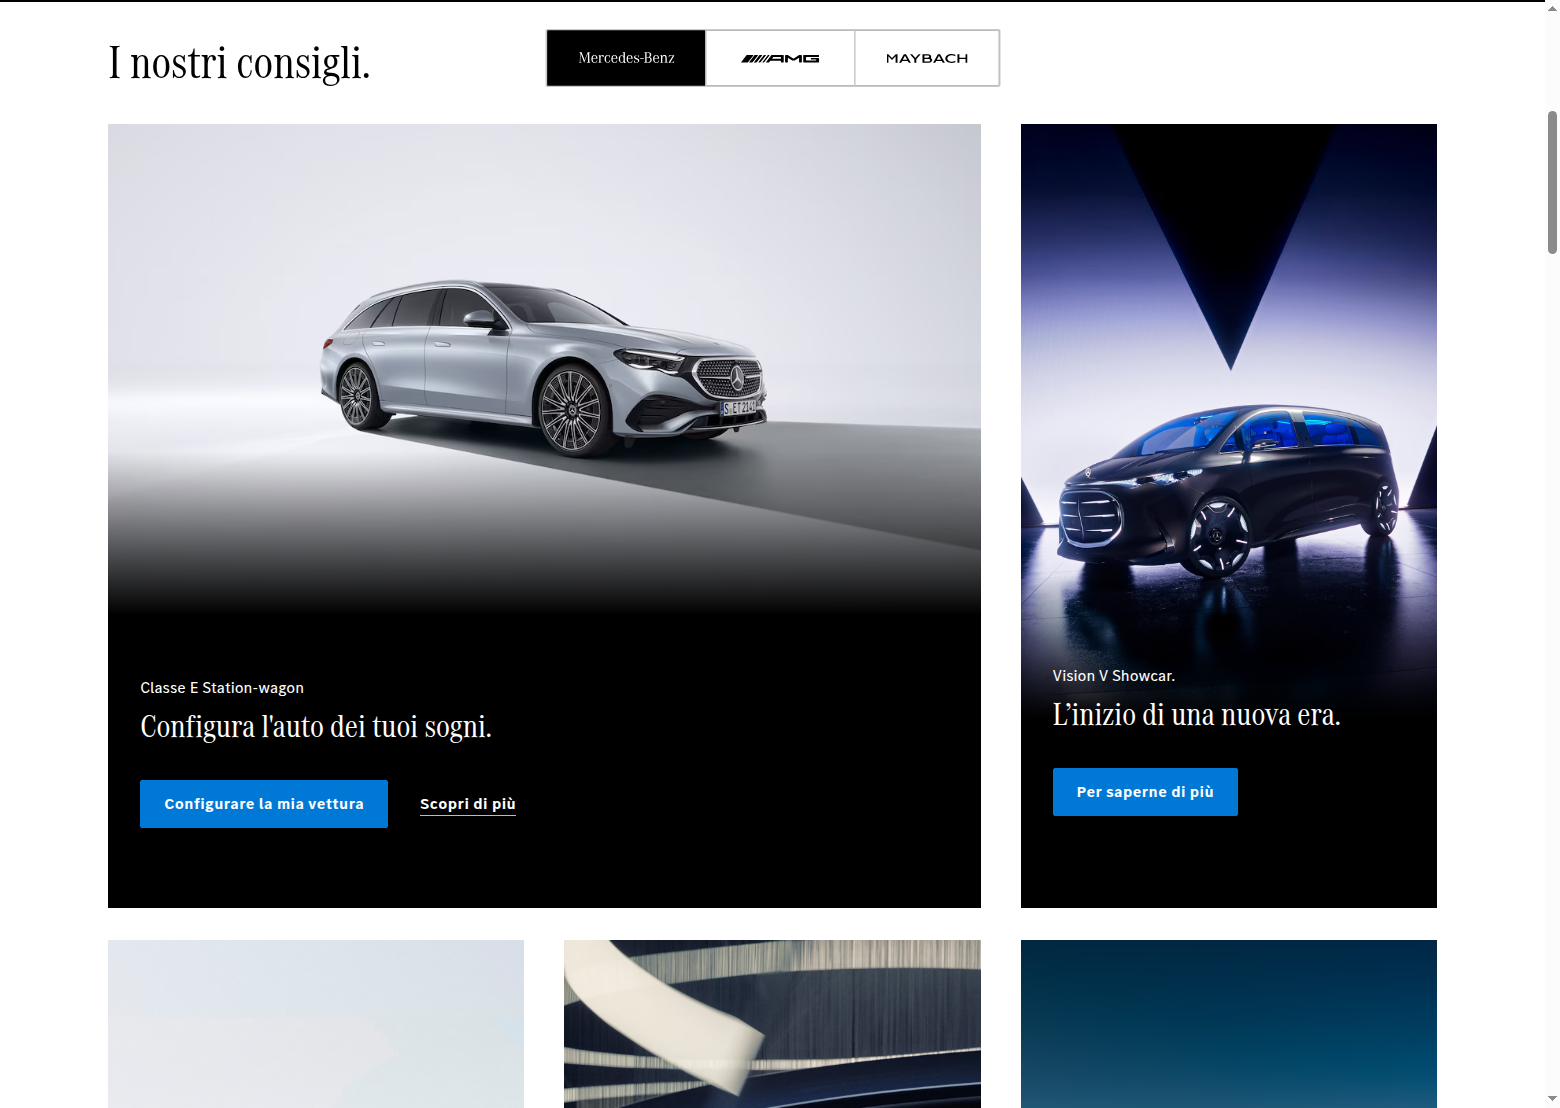 I nostri consigli.
Mercedes-Benz
AMG
MAYBACH
Classe E Station-wagon
Configura l'auto dei tuoi sogni.
Configurare la mia vettura
Scopri di più
Vision V Showcar.
L’inizio di una nuova era.
Per saperne di più